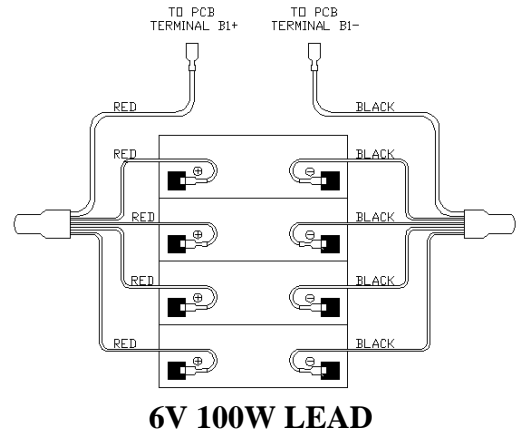 TO PCB
TERMINAL B1+
TO PCB
TERMINAL B1-
RED
BLACK
RED
BLACK
RED
BLACK
RED
BLACK
RED
BLACK
6V 100W LEAD